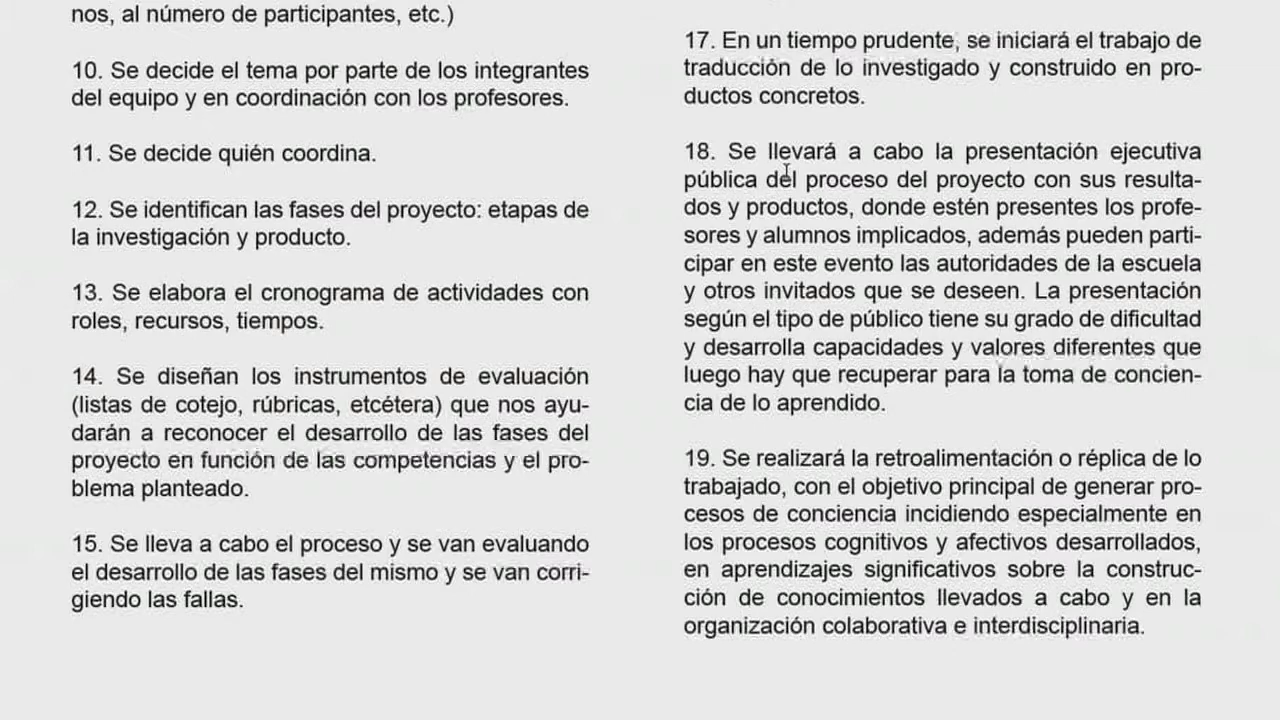 nos, al número de participantes, etc.)
10. Se decide el tema por parte de los integrantes
del equipo y en coordinación con los profesores.
11. Se decide quién coordina.
12. Se identifican las fases del proyecto: etapas de
la investigación y producto.
13. Se elabora el cronograma de actividades con
roles, recursos, tiempos.
14. Se diseñan los instrumentos de evaluación
(listas de cotejo, rúbricas, etcétera) que nos ayu-
darán a reconocer el desarrollo de las fases del
proyecto en función de las competencias y el pro-
blema planteado.
15. Se lleva a cabo el proceso y se van evaluando
el desarrollo de las fases del mismo y se van corri-
giendo las fallas.
17. En un tiempo prudente, se iniciará el trabajo de
traducción de lo investigado y construido en pro-
ductos concretos.
18. Se llevará a cabo la presentación ejecutiva
pública del proceso del proyecto con sus resulta-
dos y productos, donde estén presentes los profe-
sores y alumnos implicados, además pueden parti-
cipar en este evento las autoridades de la escuela
y otros invitados que se deseen. La presentación
según el tipo de público tiene su grado de dificultad
y desarrolla capacidades y valores diferentes que
luego hay que recuperar para la toma de concien-
cia de lo aprendido.
19. Se realizará la retroalimentación o réplica de lo
trabajado, con el objetivo principal de generar pro-
cesos de conciencia incidiendo especialmente en
los procesos cognitivos y afectivos desarrollados,
en aprendizajes significativos sobre la construc-
ción de conocimientos llevados a cabo y en la
organización colaborativa e interdisciplinaria.